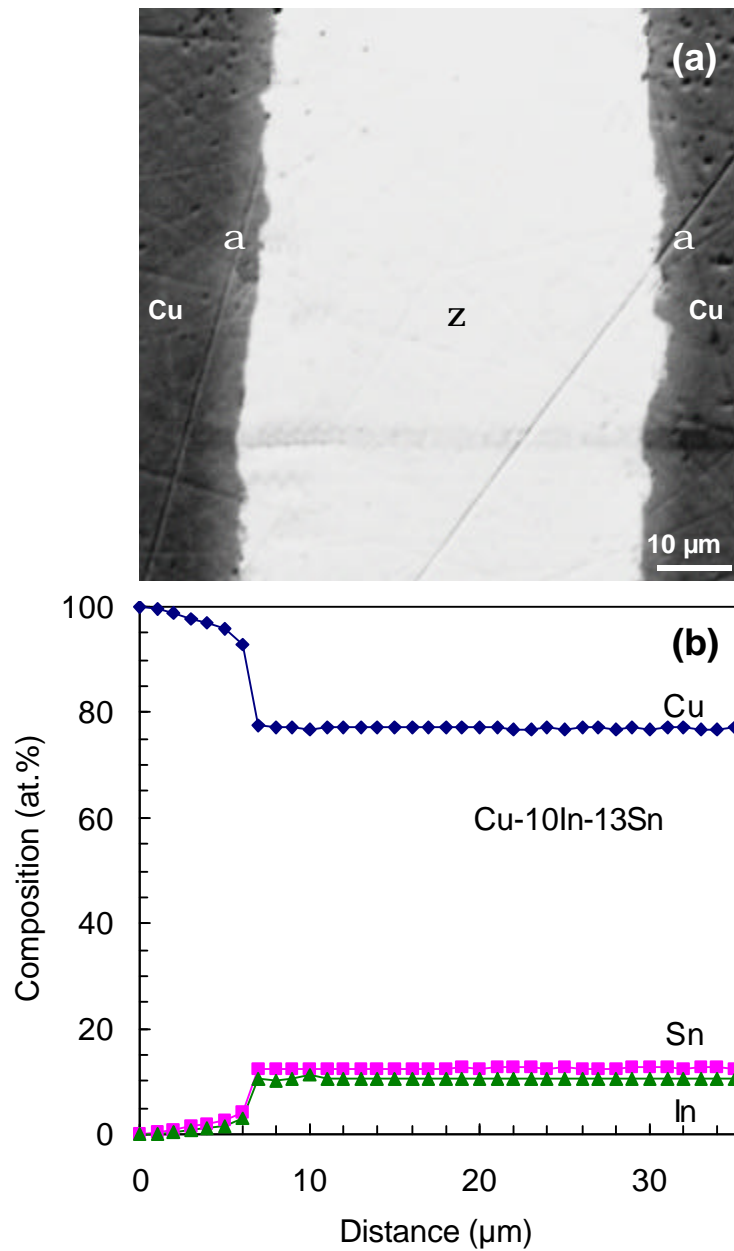 (a)
a
a
Cu
z
Cu
10 µm
100
(b)
Cu
80
Cu-10In-13Sn
60
40
20
Sn
In
0
0
10
20
30
Composition (at.%)
Distance (µm)